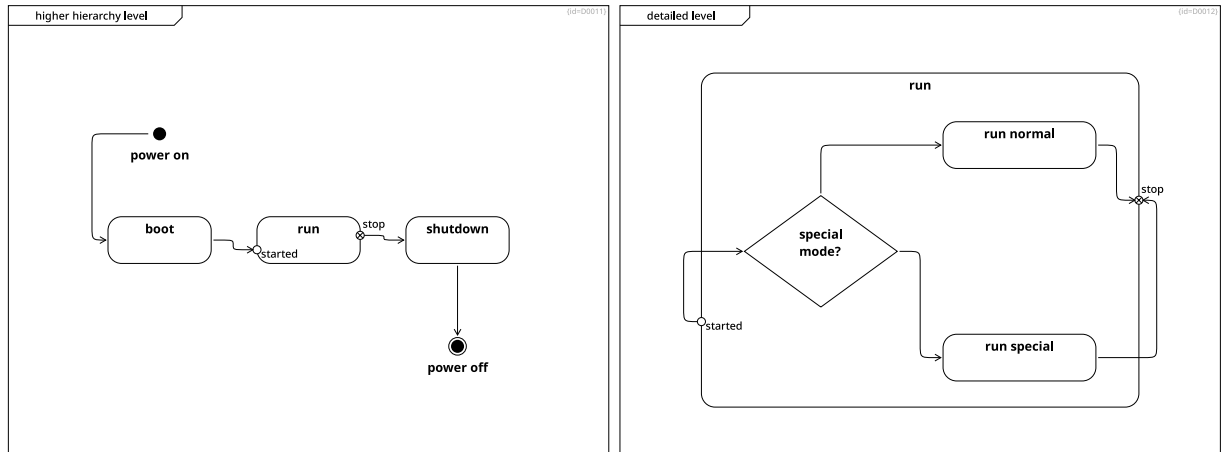 higher hierarchy level
(id=D0011)
power on
boot
run
stop
shutdown
started
power off
detailed level
(id=D0012)
run
run normal
stop
special
mode?
started
run special